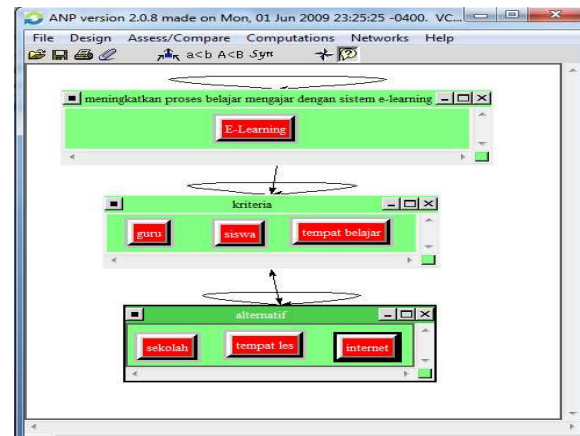 ANP version 2.0.8 made on Mon, 01 Jun 2009 23:25:25 -0400. VC...
File Design Assess/Compare Computations Networks Help
a<b A<B Syn
meningkatkan proses belajar mengajar dengan sistem e-learning
E-Learning
kriteria
guru siswa tempat belajar
alternatif
sekolah tempat les internet